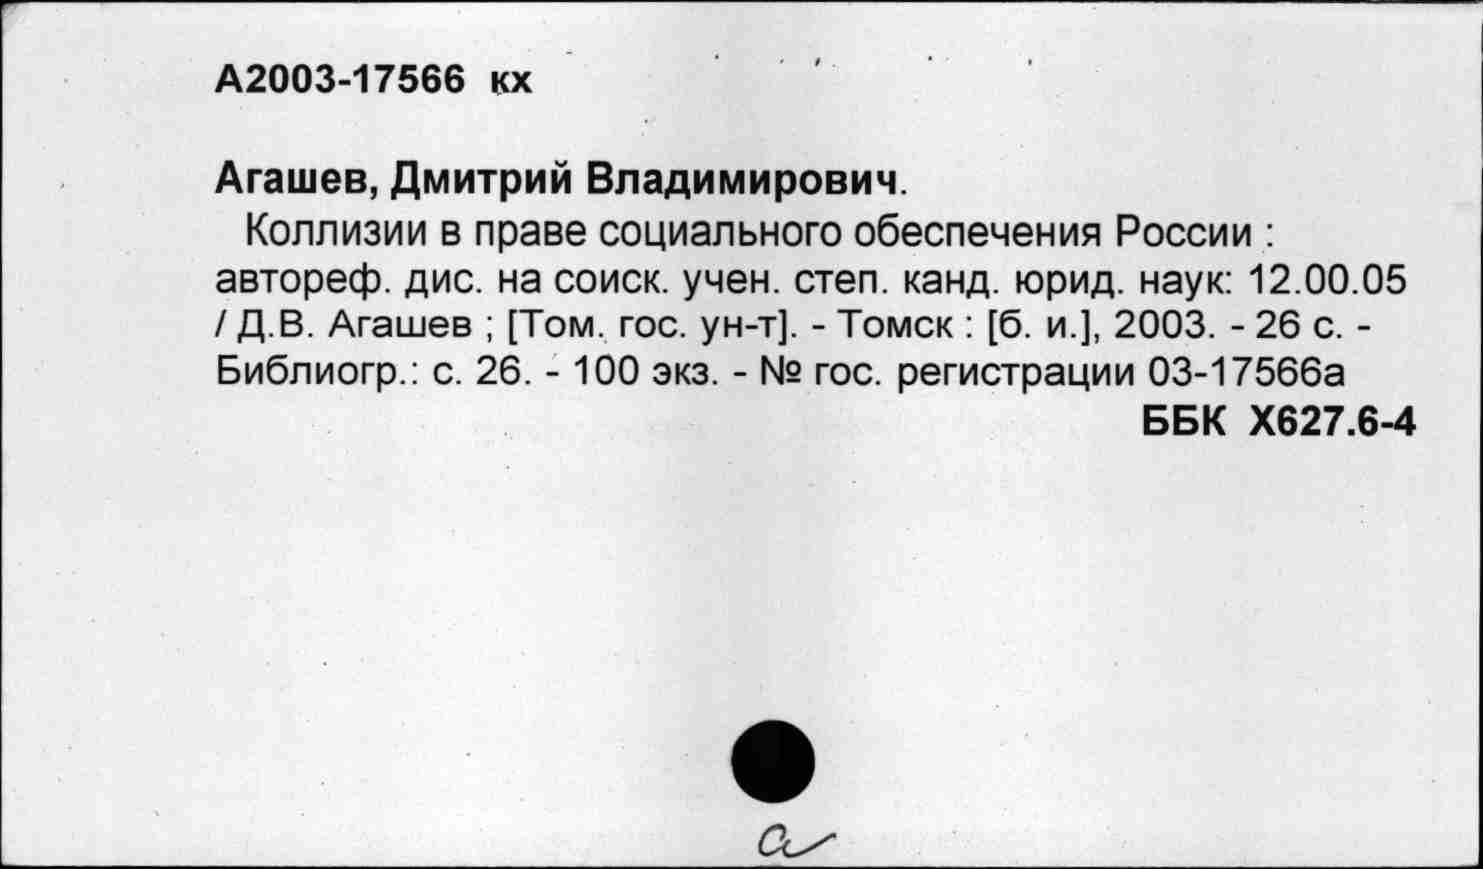 А2003-17566 кх
Агашев, Дмитрий Владимирович.
Коллизии в праве социального обеспечения России :
автореф. дис. на соиск. учен. степ. канд. юрид. наук: 12.00.05
/ Д.В. Агашев ; [Том. гос. ун-т]. - Томск : [б. и.], 2003. - 26 с. -
Библиогр.: с. 26. - 100 экз. - № гос. регистрации 03-17566а
ББК Х627.6-4